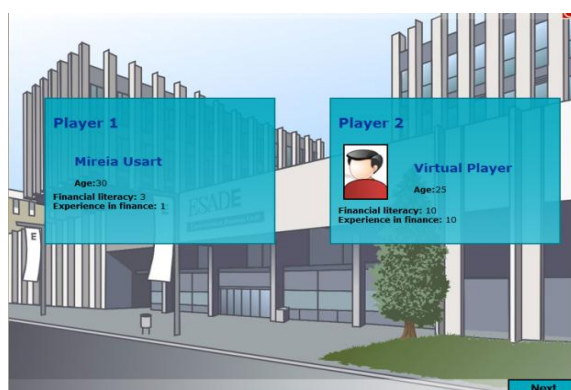 Player 1
Mireia Usart
Age:30
Financial literacy: 3
Experience in finance: 1
Player 2
Virtual Player
Age:25
Financial literacy: 10
Experience in finance: 10
ESADE
E
Next